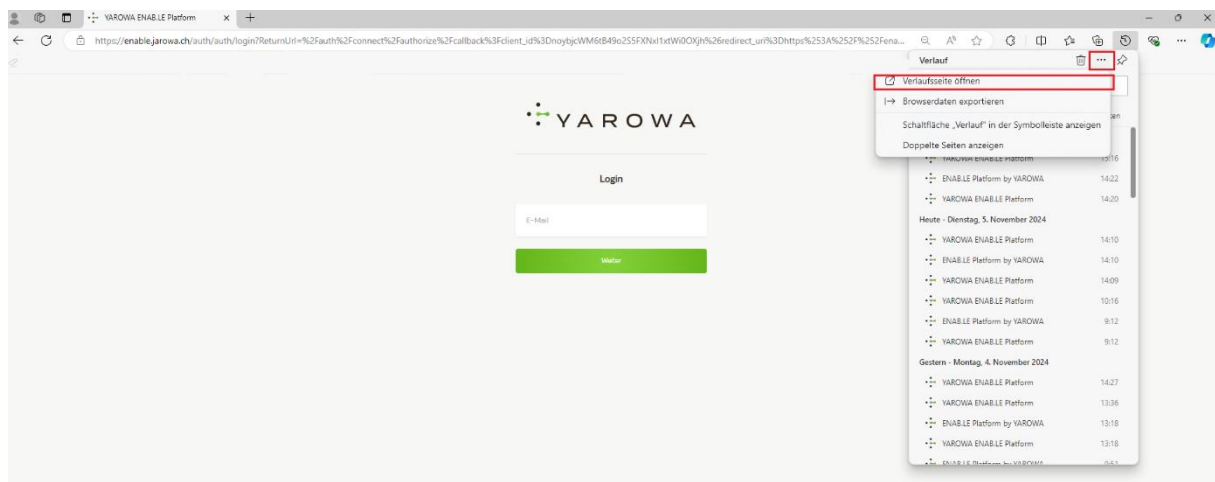 YAROWA ENAB.LE Platform
https://enable.jarowa.ch/auth/auth/login?ReturnUrl=%2Fauth%2Fconnect%2Fauthorize%2Fcallback%3Fclient_id%3DnoybjcWM6tB49o2S5FXNxI1xtWi0OXjh%26redirect_uri%3Dhttps%253A%252F%252Fena...
Verlauf
Verlaufsseite öffnen
Browserdaten exportieren
Schaltfläche „Verlauf" in der Symbolleiste anzeigen
Doppelte Seiten anzeigen
YAROWA
Login
E-Mail
Weiter
YAROWA ENAB.LE Platform 15:16
ENAB.LE Platform by YAROWA 14:22
YAROWA ENAB.LE Platform 14:20
Heute - Dienstag, 5. November 2024
YAROWA ENAB.LE Platform 14:10
ENAB.LE Platform by YAROWA 14:10
YAROWA ENAB.LE Platform 14:09
YAROWA ENAB.LE Platform 10:16
ENAB.LE Platform by YAROWA 9:12
YAROWA ENAB.LE Platform 9:12
Gestern - Montag, 4. November 2024
YAROWA ENAB.LE Platform 14:27
YAROWA ENAB.LE Platform 13:36
ENAB.LE Platform by YAROWA 13:18
YAROWA ENAB.LE Platform 13:18
ENAB.LE Platform by YAROWA